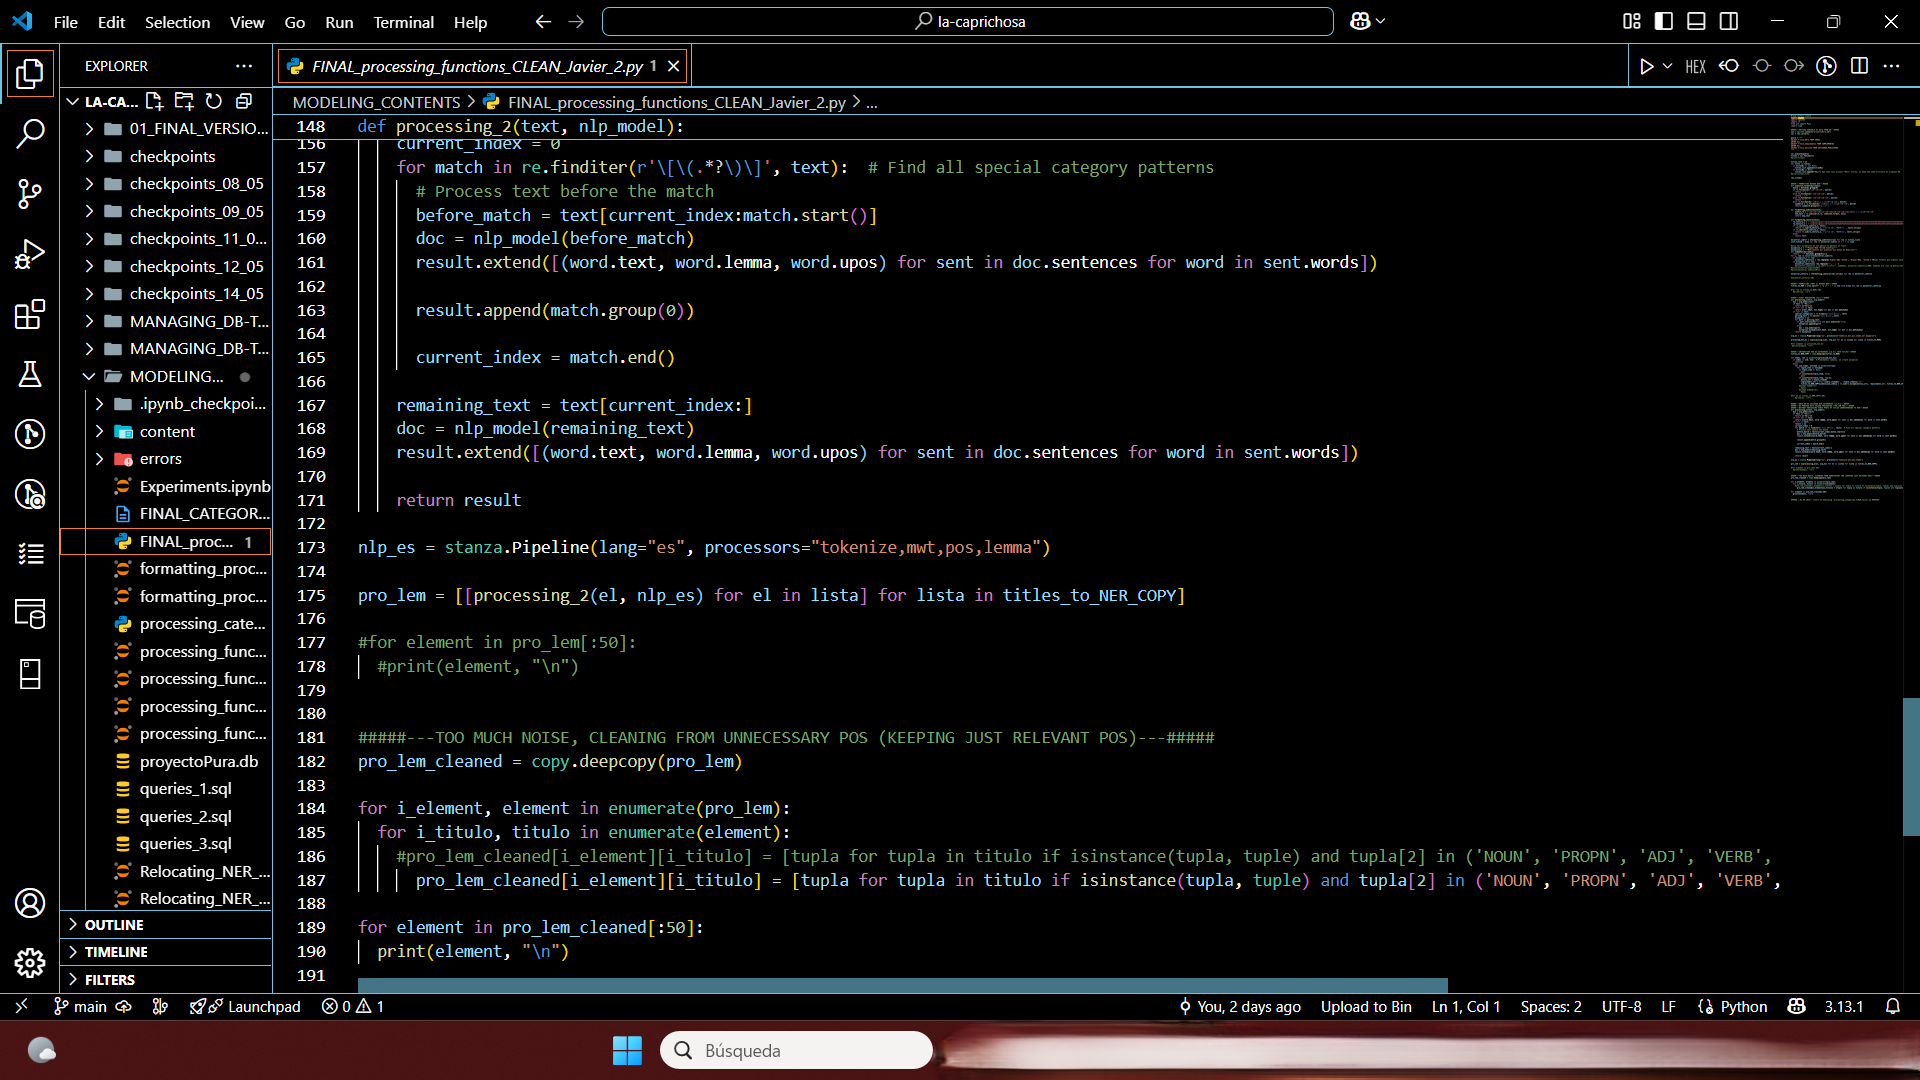 File Edit Selection View Go Run Terminal Help
la-caprichosa
EXPLORER
FINAL_processing_functions_CLEAN_Javier_2.py 1
HEX
LA-CA...
MODELING_CONTENTS > FINAL_processing_functions_CLEAN_Javier_2.py > ...
01_FINAL_VERSIO...
checkpoints
checkpoints_08_05
checkpoints_09_05
checkpoints_11_0...
checkpoints_12_05
checkpoints_14_05
MANAGING_DB-T...
MANAGING_DB-T...
MODELING...
.ipynb_checkpoi...
content
errors
Experiments.ipynb
FINAL_CATEGOR...
FINAL_proc... 1
formatting_proc...
formatting_proc...
processing_cate...
processing_func...
processing_func...
processing_func...
processing_func...
proyectoPura.db
queries_1.sql
queries_2.sql
queries_3.sql
Relocating_NER_...
Relocating_NER_...
OUTLINE
TIMELINE
FILTERS
148 def processing_2(text, nlp_model):
156 current_index = 0
157 for match in re.finditer(r'\[\(.*?\)\]', text):  # Find all special category patterns
158 # Process text before the match
159 before_match = text[current_index:match.start()]
160 doc = nlp_model(before_match)
161 result.extend([(word.text, word.lemma, word.upos) for sent in doc.sentences for word in sent.words])
162
163 result.append(match.group(0))
164
165 current_index = match.end()
166
167 remaining_text = text[current_index:]
168 doc = nlp_model(remaining_text)
169 result.extend([(word.text, word.lemma, word.upos) for sent in doc.sentences for word in sent.words])
170
171 return result
172
173 nlp_es = stanza.Pipeline(lang="es", processors="tokenize,mwt,pos,lemma")
174
175 pro_lem = [[processing_2(el, nlp_es) for el in lista] for lista in titles_to_NER_COPY]
176
177 #for element in pro_lem[:50]:
178 #print(element, "\n")
179
180
181 #####---TOO MUCH NOISE, CLEANING FROM UNNECESSARY POS (KEEPING JUST RELEVANT POS)---#####
182 pro_lem_cleaned = copy.deepcopy(pro_lem)
183
184 for i_element, element in enumerate(pro_lem):
185 for i_titulo, titulo in enumerate(element):
186 #pro_lem_cleaned[i_element][i_titulo] = [tupla for tupla in titulo if isinstance(tupla, tuple) and tupla[2] in ('NOUN', 'PROPN', 'ADJ', 'VERB',
187 pro_lem_cleaned[i_element][i_titulo] = [tupla for tupla in titulo if isinstance(tupla, tuple) and tupla[2] in ('NOUN', 'PROPN', 'ADJ', 'VERB',
188
189 for element in pro_lem_cleaned[:50]:
190 print(element, "\n")
191
main Launchpad 0 1 You, 2 days ago Upload to Bin Ln 1, Col 1 Spaces: 2 UTF-8 LF Python 3.13.1
Búsqueda